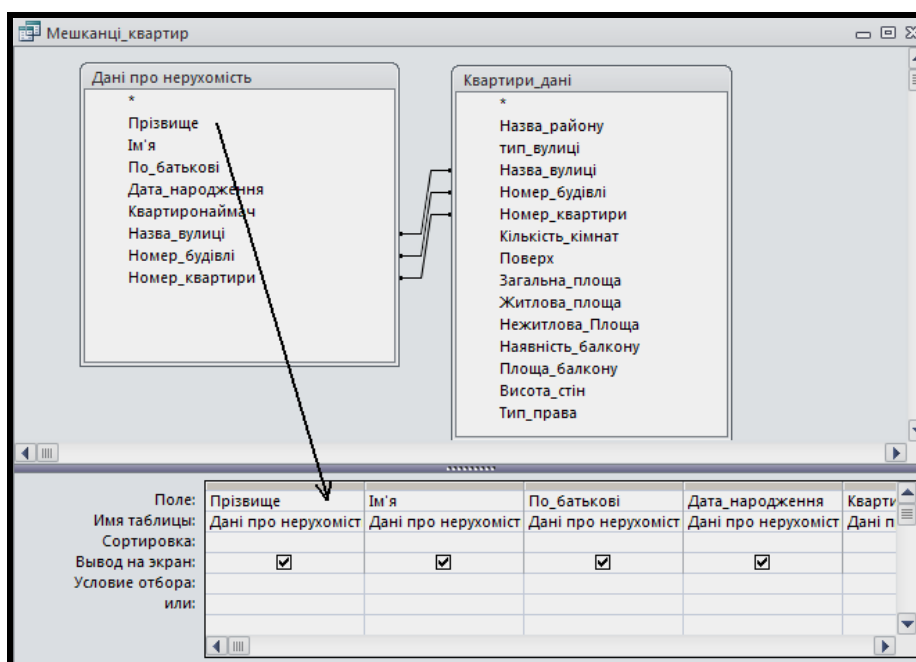 Мешканці_квартир
Дані про нерухомість
*
Прізвище
Ім'я
По_батькові
Дата_народження
Квартиронаймач
Назва_вулиці
Номер_будівлі
Номер_квартири
Квартири_дані
*
Назва_району
тип_вулиці
Назва_вулиці
Номер_будівлі
Номер_квартири
Кількість_кімнат
Поверх
Загальна_площа
Житлова_площа
Нежитлова_Площа
Наявність_балкону
Площа_балкону
Висота_стін
Тип_права
Поле: Прізвище Ім'я По_батькові Дата_народження Кварти
Имя таблицы: Дані про нерухоміст Дані про нерухоміст Дані про нерухоміст Дані про нерухоміст Дані п
Сортировка:
Вывод на экран:
Условие отбора:
или: